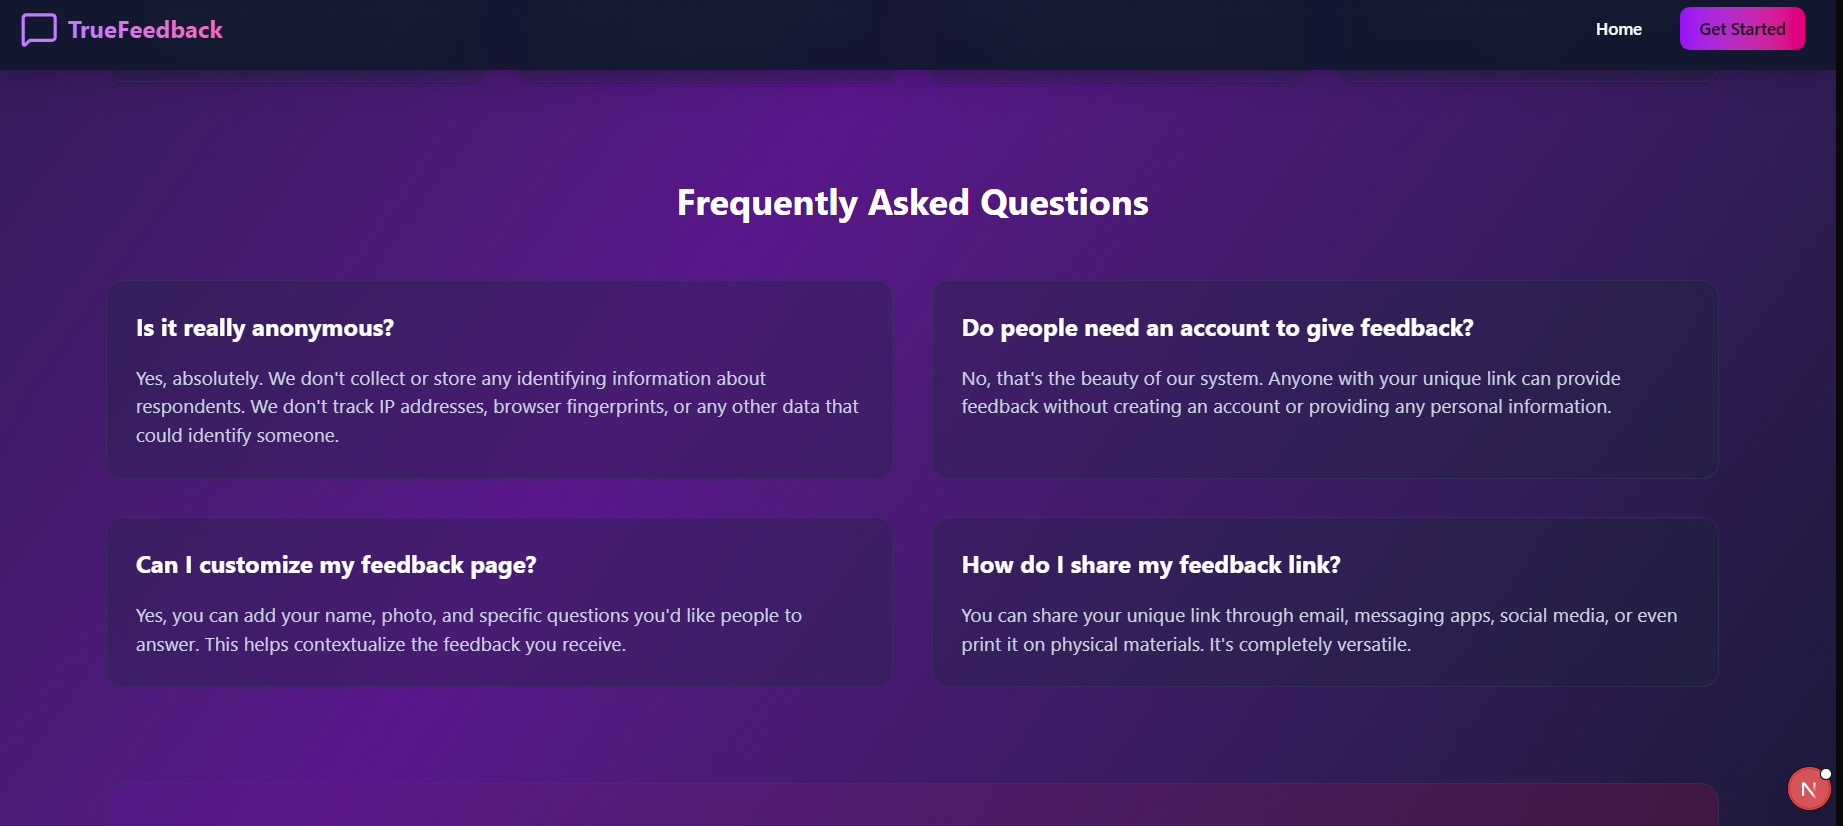 TrueFeedback
Home
Get Started
Frequently Asked Questions
Is it really anonymous?
Yes, absolutely. We don't collect or store any identifying information about
respondents. We don't track IP addresses, browser fingerprints, or any other data that
could identify someone.
Do people need an account to give feedback?
No, that's the beauty of our system. Anyone with your unique link can provide
feedback without creating an account or providing any personal information.
Can I customize my feedback page?
Yes, you can add your name, photo, and specific questions you'd like people to
answer. This helps contextualize the feedback you receive.
How do I share my feedback link?
You can share your unique link through email, messaging apps, social media, or even
print it on physical materials. It's completely versatile.
N